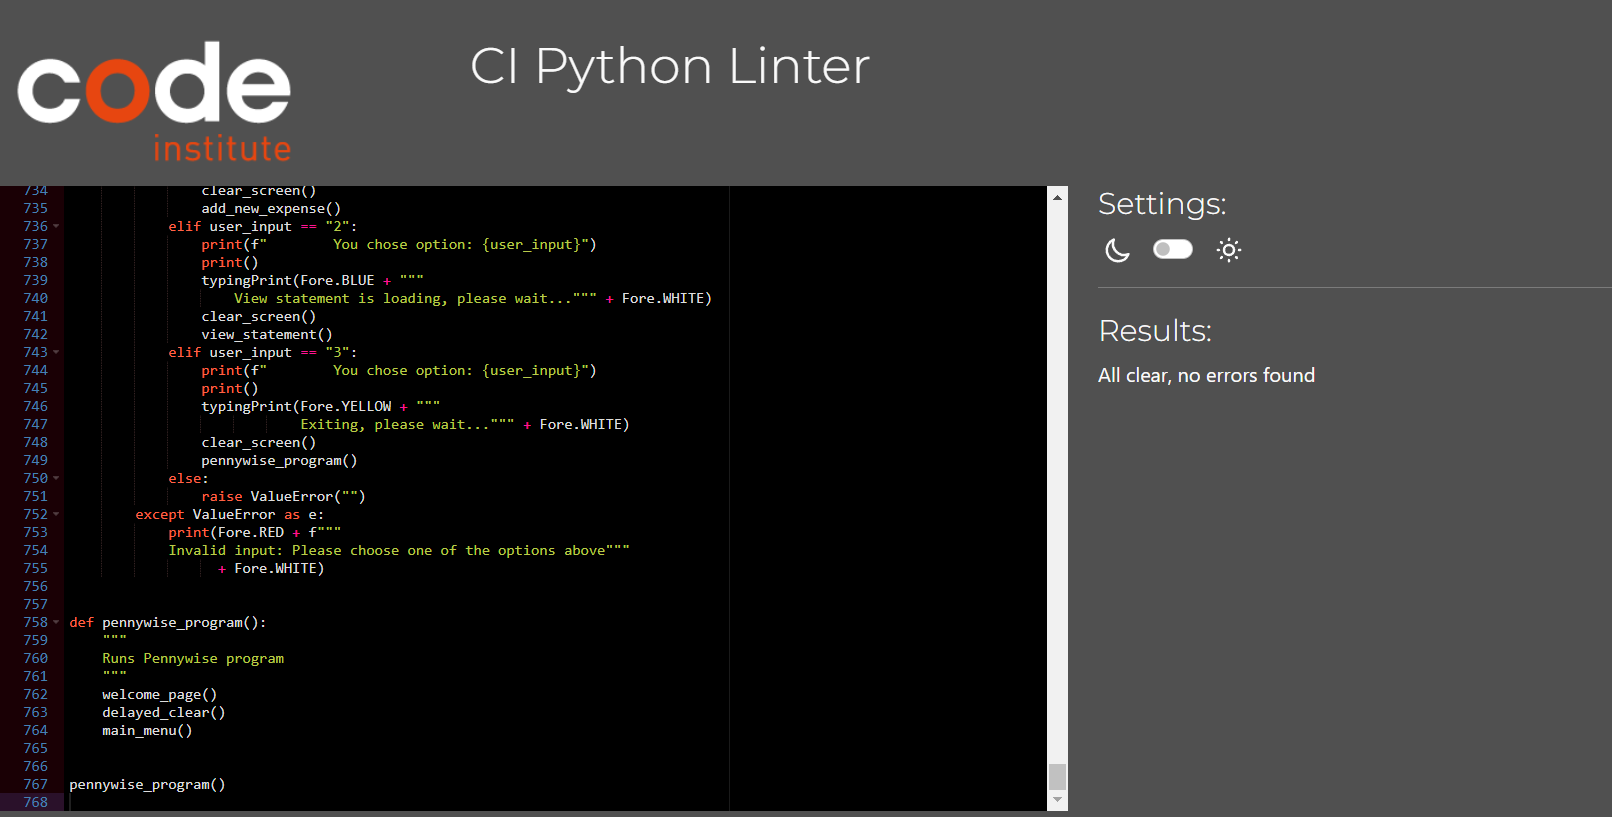 code
institute
CI Python Linter
734                 clear_screen()
735                 add_new_expense()
736             elif user_input == "2":
737                 print(f"        You chose option: {user_input}")
738                 print()
739                 typingPrint(Fore.BLUE + """
740                     View statement is loading, please wait...""" + Fore.WHITE)
741                 clear_screen()
742                 view_statement()
743             elif user_input == "3":
744                 print(f"        You chose option: {user_input}")
745                 print()
746                 typingPrint(Fore.YELLOW + """
747                             Exiting, please wait...""" + Fore.WHITE)
748                 clear_screen()
749                 pennywise_program()
750             else:
751                 raise ValueError("")
752         except ValueError as e:
753             print(Fore.RED + f"""
754             Invalid input: Please choose one of the options above"""
755                   + Fore.WHITE)
756
757
758 def pennywise_program():
759     """
760     Runs Pennywise program
761     """
762     welcome_page()
763     delayed_clear()
764     main_menu()
765
766
767 pennywise_program()
768
Settings:
Results:
All clear, no errors found